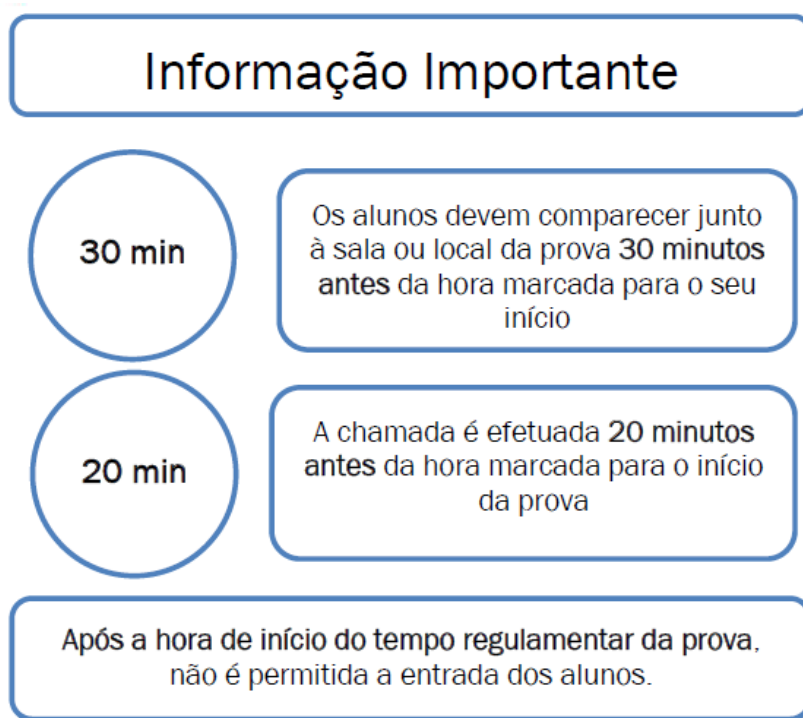 Informação Importante
30 min
Os alunos devem comparecer junto
à sala ou local da prova 30 minutos
antes da hora marcada para o seu
início
20 min
A chamada é efetuada 20 minutos
antes da hora marcada para o início
da prova
Após a hora de início do tempo regulamentar da prova,
não é permitida a entrada dos alunos.